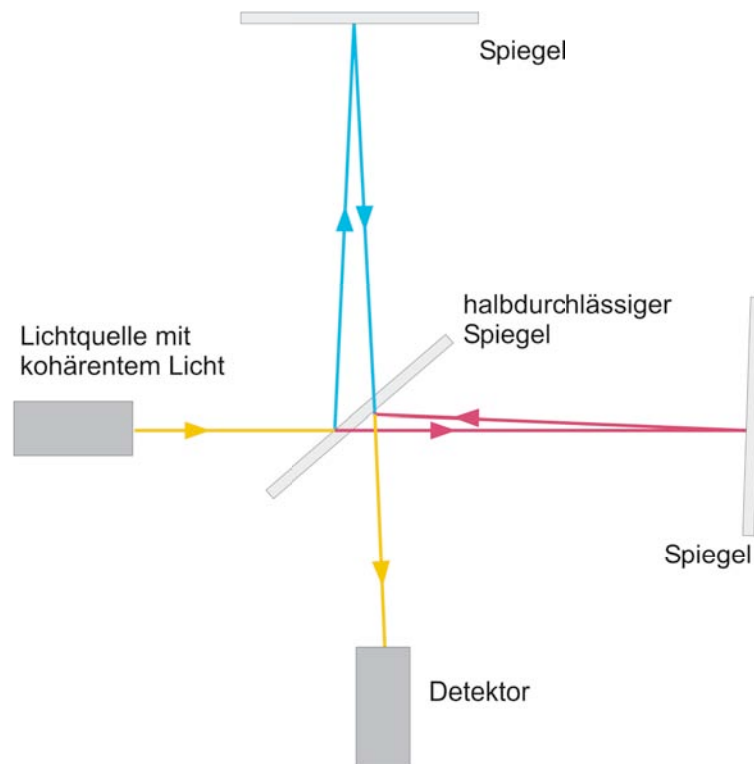 Spiegel
halbdurchlässiger
Spiegel
Lichtquelle mit
kohärentem Licht
Spiegel
Detektor